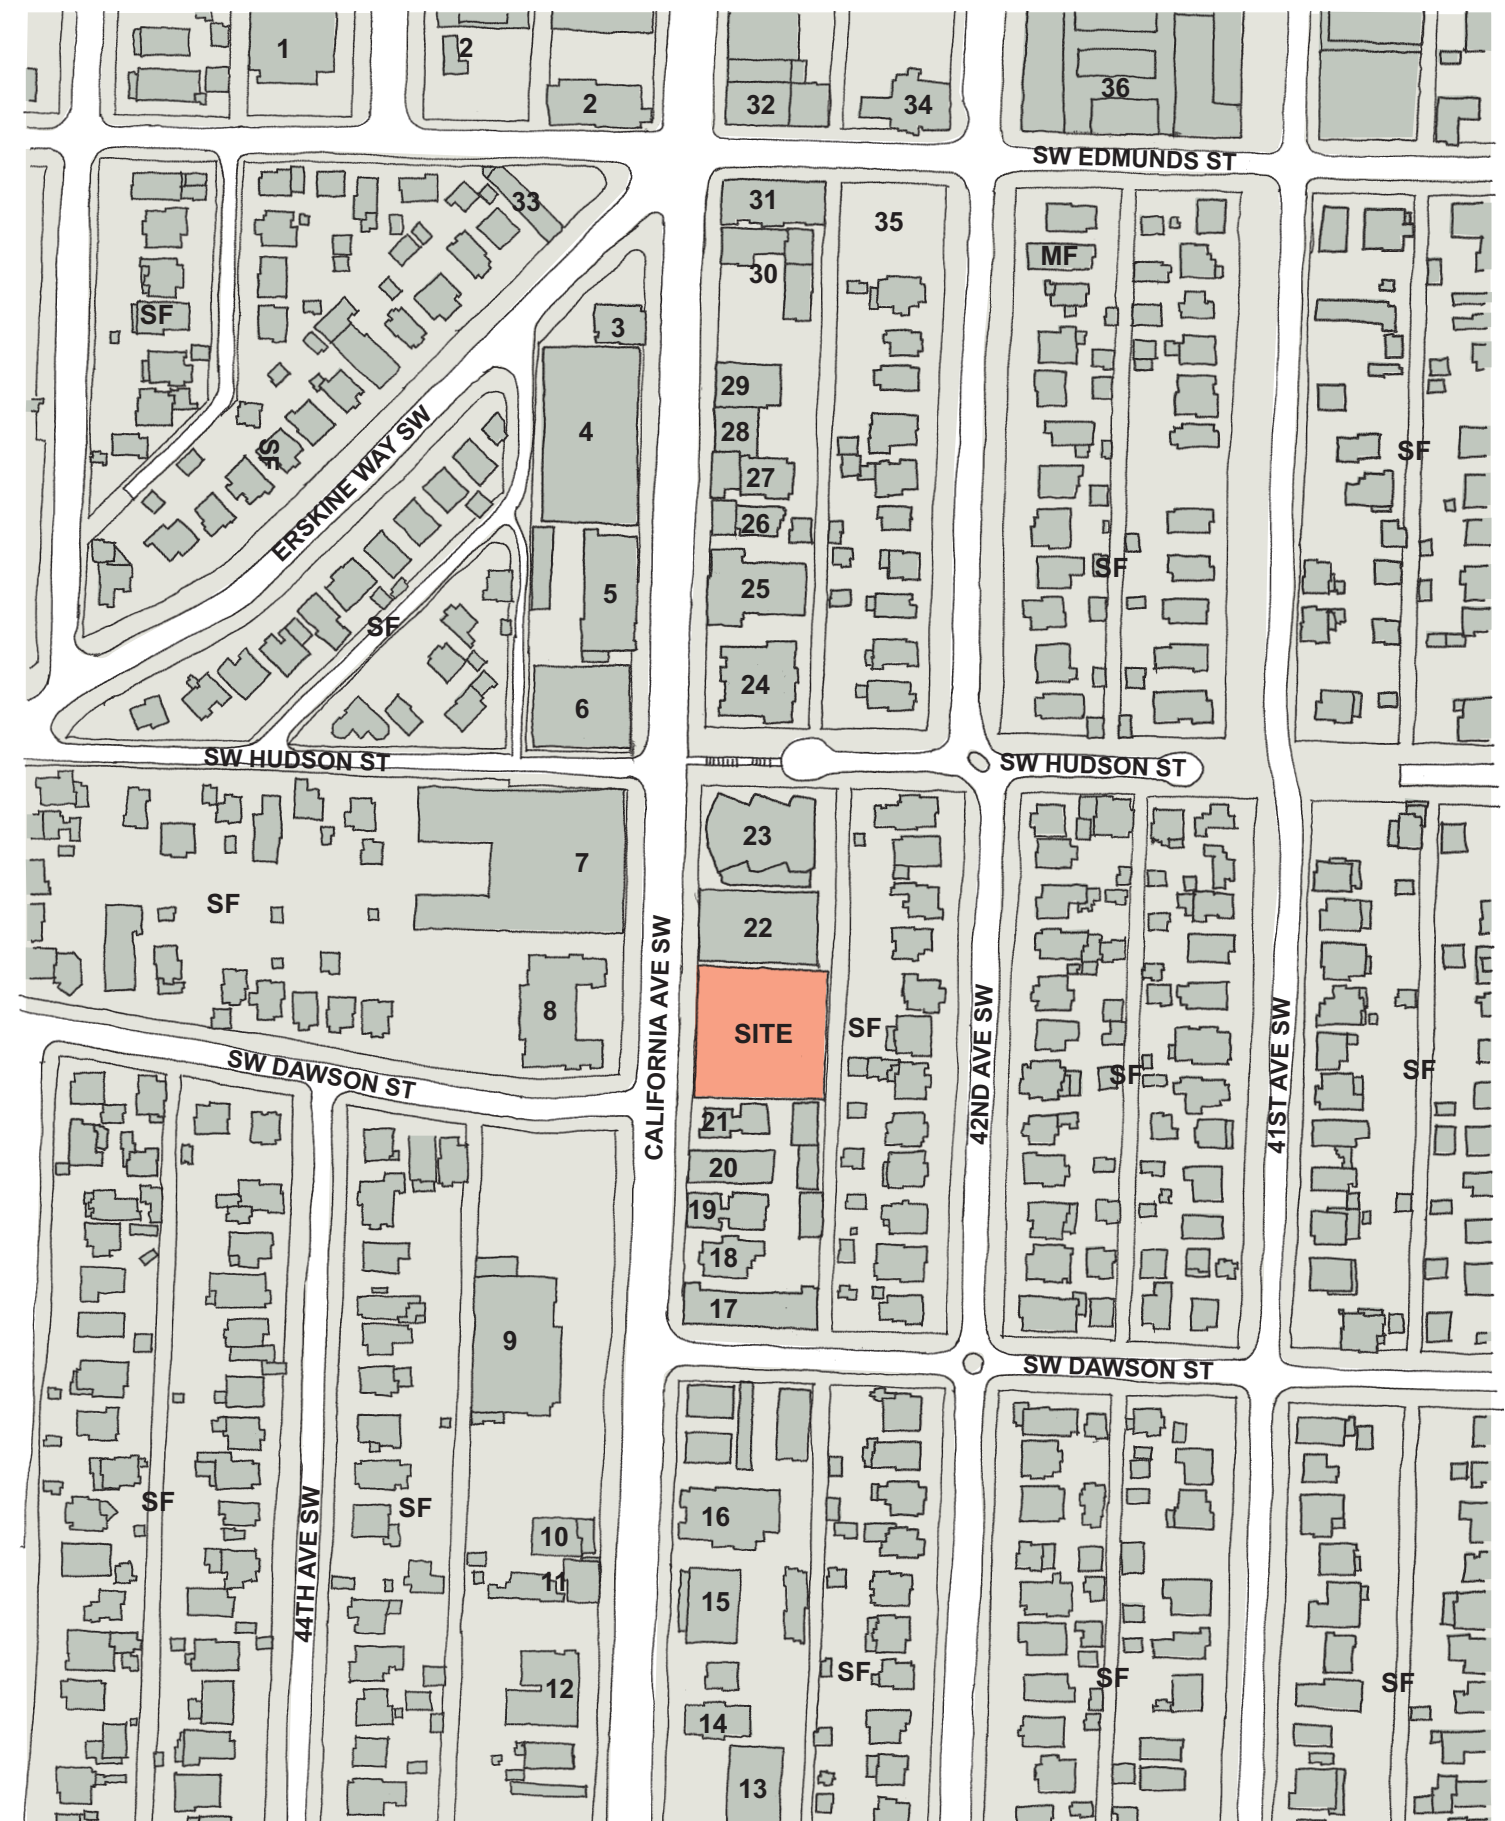 1
2
2
32
34
36
SW EDMUNDS ST
33
31
35
30
MF
SF
3
29
4
28
SF
SF
27
26
ERSKINE WAY SW
SF
25
5
SF
24
6
SW HUDSON ST
SW HUDSON ST
23
7
SF
22
8
CALIFORNIA AVE SW
SITE
SF
42ND AVE SW
41ST AVE SW
SW DAWSON ST
SF
SF
21
20
19
18
17
9
SW DAWSON ST
SF
SF
44TH AVE SW
16
10
11
15
12
SF
SF
SF
14
13